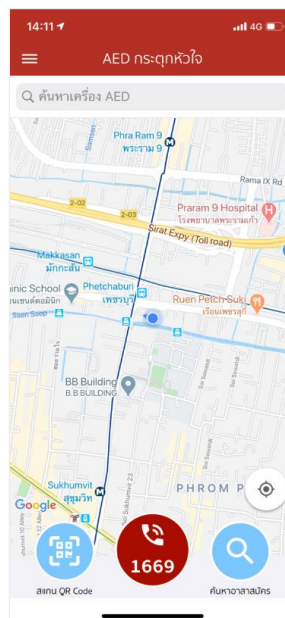 14:11
4G
AED กระตุกหัวใจ
ค้นหาเครื่อง AED
Phra Ram 9
พระราม 9
Rama IX Rd
Praram 9 Hospital
โรงพยาบาลพระรามเก้า
2-02
2-03
Sirat Expy (Toll road)
Makkasan
มักกะสัน
Phetchaburi
เพชรบุรี
inic School
Ruen Petch Suki
เรือนเพชรสุกี้
Saen Saep
BB Building
B.B BUILDING
Sukhumvit
สุขุมวิท
Soi Sukhumvit 23
PHROM P
Google
1669
สแกน QR Code
ค้นหาอาสาสมัคร